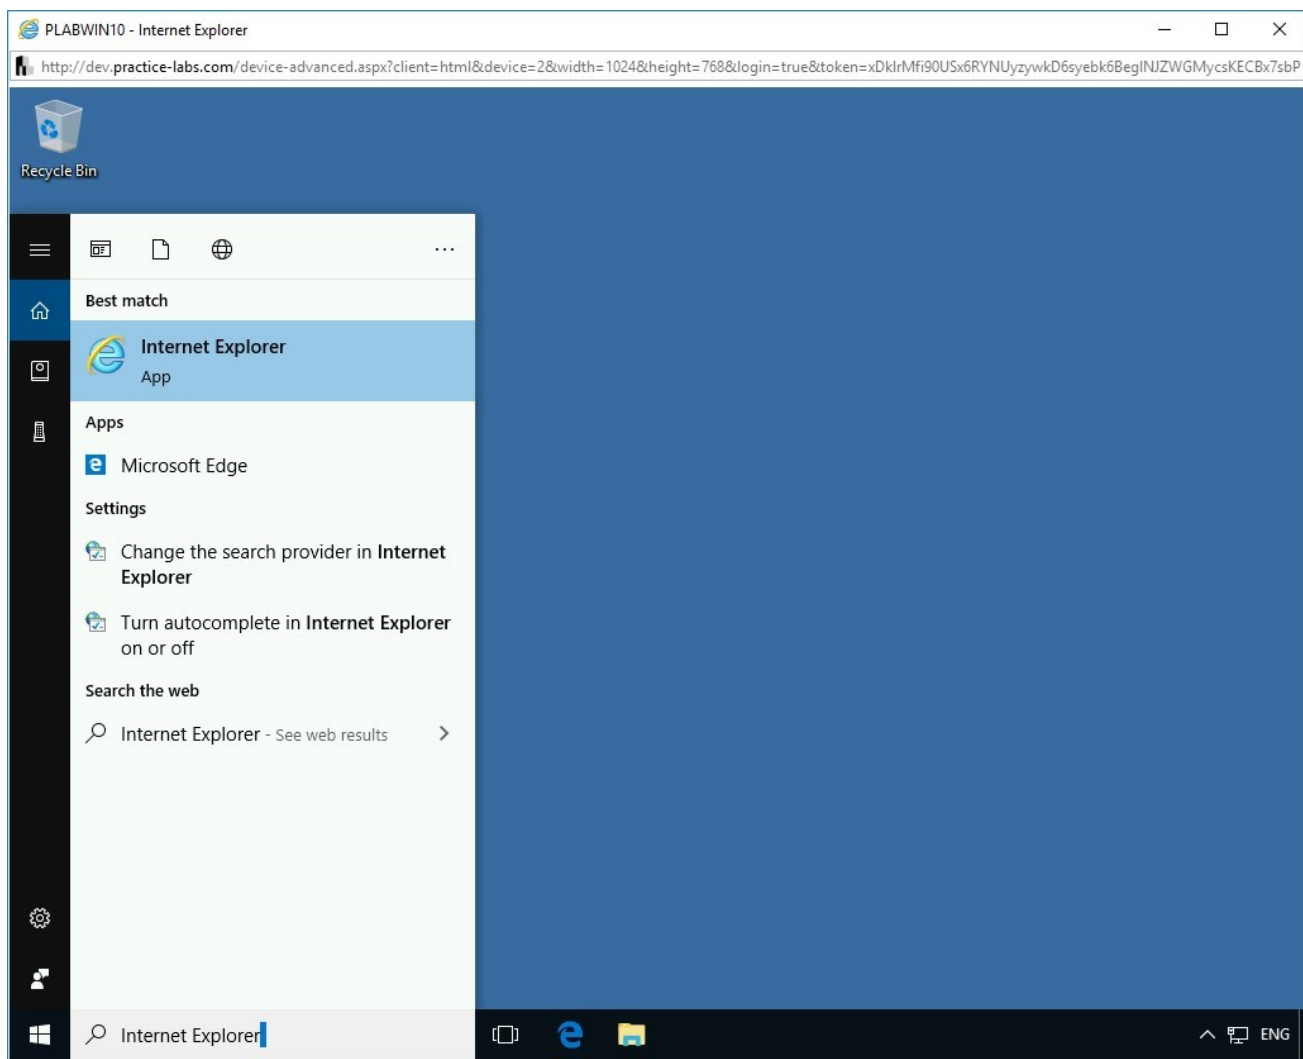 PLABWIN10 - Internet Explorer
http://dev.practice-labs.com/device-advanced.aspx?client=html&device=2&width=1024&height=768&login=true&token=xDkIrMfi90USx6RYNUyzywkD6syebk6BegINJZWGMycsKECBx7sbP
Recycle Bin
Best match
Internet Explorer
App
Apps
Microsoft Edge
Settings
Change the search provider in Internet
Explorer
Turn autocomplete in Internet Explorer
on or off
Search the web
Internet Explorer - See web results
Internet Explorer
ENG